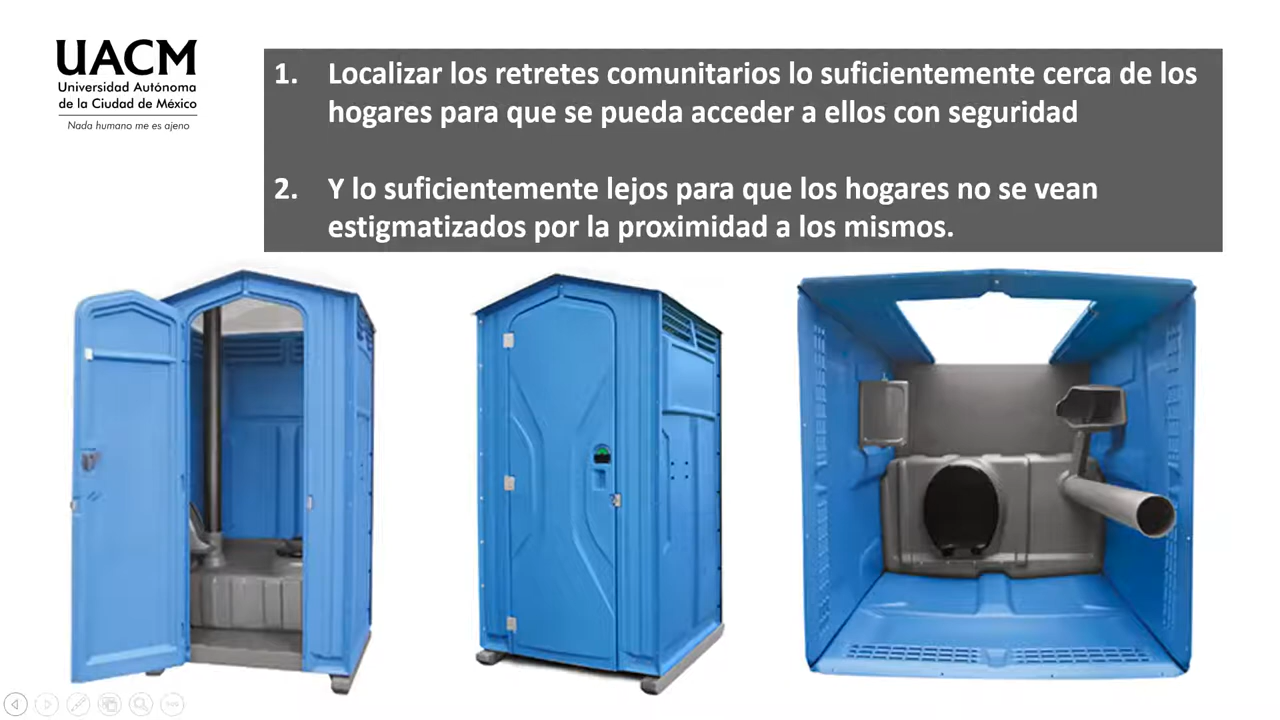 UACM
Universidad Autónoma
de la Ciudad de México
Nada humano me es ajeno
1. Localizar los retretes comunitarios lo suficientemente cerca de los
hogares para que se pueda acceder a ellos con seguridad
2. Y lo suficientemente lejos para que los hogares no se vean
estigmatizados por la proximidad a los mismos.